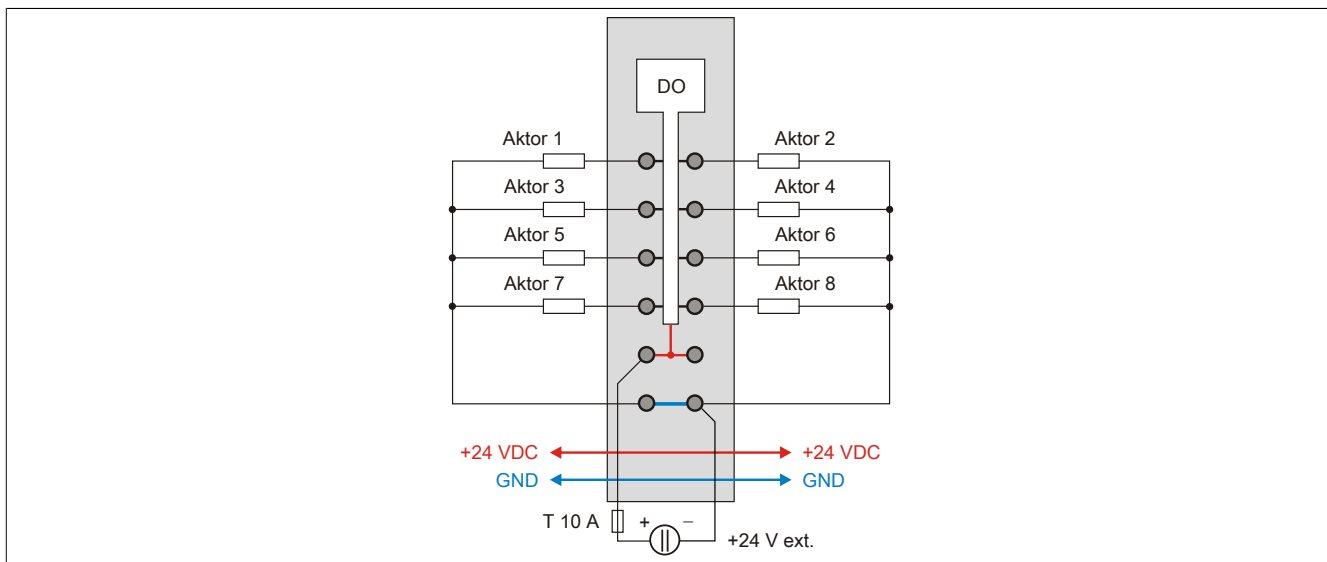 DO
Aktor 1
Aktor 2
Aktor 3
Aktor 4
Aktor 5
Aktor 6
Aktor 7
Aktor 8
+24 VDC
+24 VDC
GND
GND
T 10 A
+
−
+24 V ext.